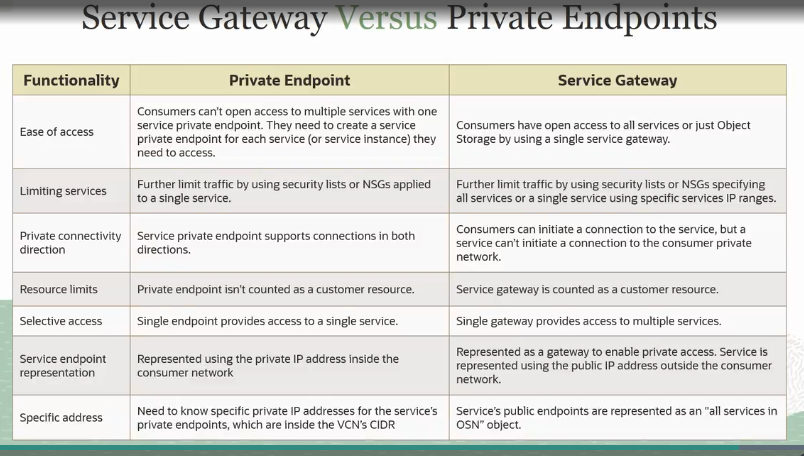 Service Gateway Versus Private Endpoints
Functionality
Private Endpoint
Service Gateway
Ease of access
Consumers can't open access to multiple services with one
service private endpoint. They need to create a service
private endpoint for each service (or service instance) they
need to access.
Consumers have open access to all services or just Object
Storage by using a single service gateway.
Limiting services
Further limit traffic by using security lists or NSGs applied
to a single service.
Further limit traffic by using security lists or NSGs specifying
all services or a single service using specific services IP ranges.
Private connectivity
direction
Service private endpoint supports connections in both
directions.
Consumers can initiate a connection to the service, but a
service can't initiate a connection to the consumer private
network.
Resource limits
Private endpoint isn't counted as a customer resource.
Service gateway is counted as a customer resource.
Selective access
Single endpoint provides access to a single service.
Single gateway provides access to multiple services.
Service endpoint
representation
Represented using the private IP address inside the
consumer network
Represented as a gateway to enable private access. Service is
represented using the public IP address outside the consumer
network.
Specific address
Need to know specific private IP addresses for the service's
private endpoints, which are inside the VCN's CIDR
Service's public endpoints are represented as an "all services in
OSN" object.